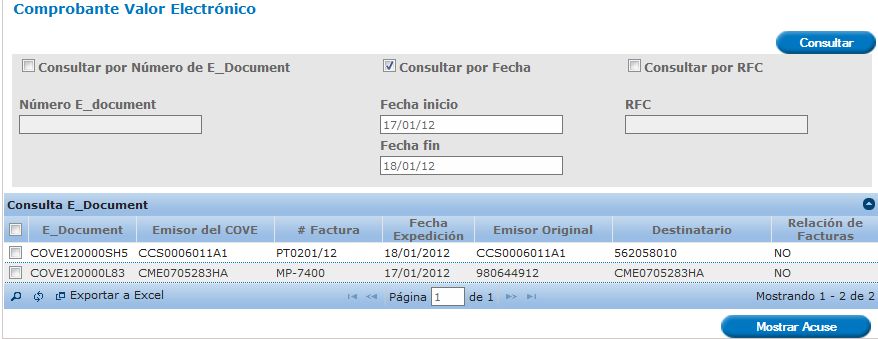 Comprobante Valor Electrónico
Consultar
Consultar por Número de E_Document Consultar por Fecha Consultar por RFC
Número E_document Fecha inicio RFC
17/01/12
Fecha fin
18/01/12
Consulta E_Document
E_Document Emisor del COVE # Factura Fecha Expedición Emisor Original Destinatario Relación de Facturas
COVE120000SH5 CCS0006011A1 PT0201/12 18/01/2012 CCS0006011A1 562058010 NO
COVE120000L83 CME0705283HA MP-7400 17/01/2012 980644912 CME0705283HA NO
Exportar a Excel Página 1 de 1 Mostrando 1 - 2 de 2
Mostrar Acuse